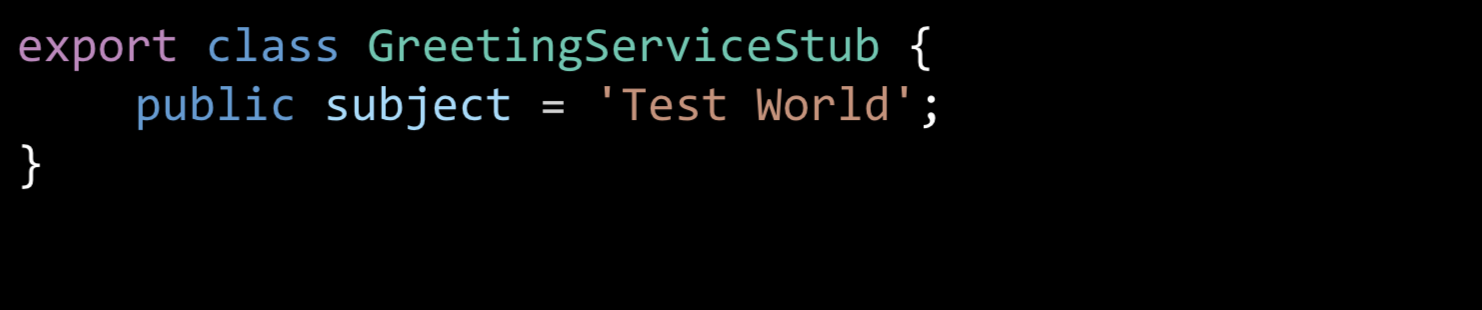 export class GreetingServiceStub {
    public subject = 'Test World';
}